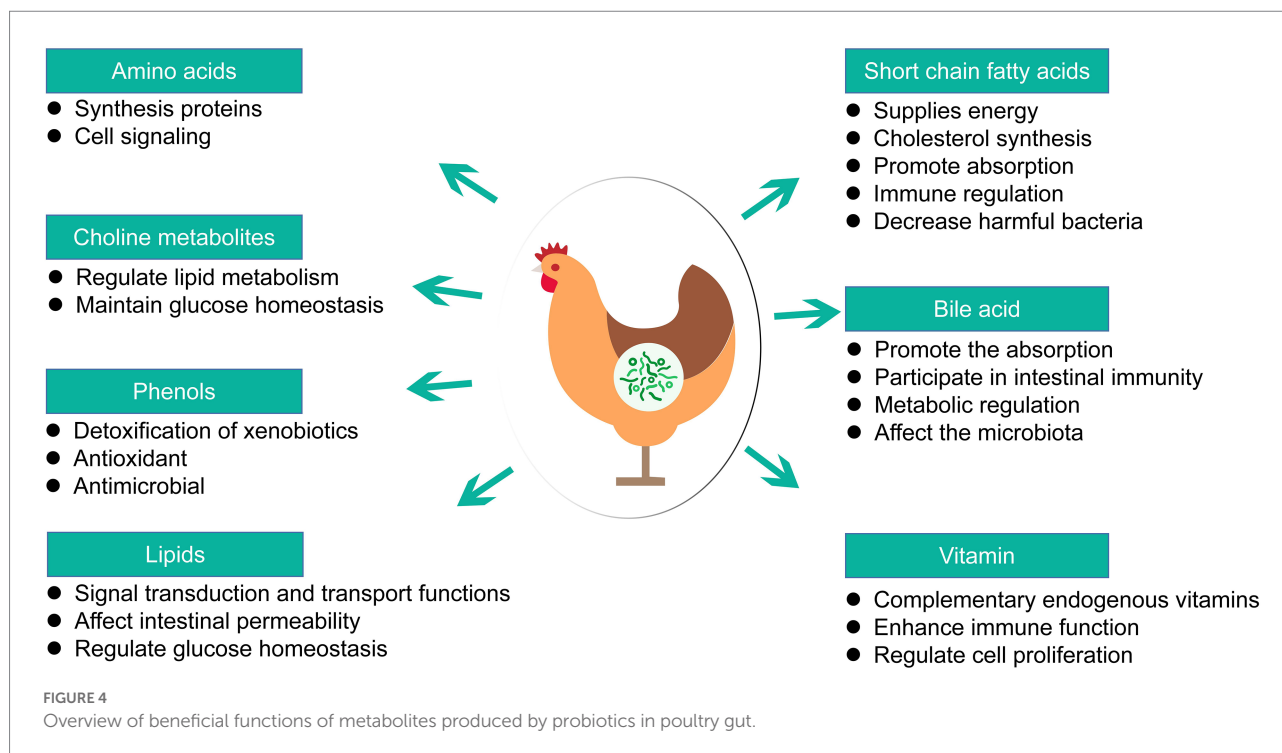 Amino acids
● Synthesis proteins
● Cell signaling
Choline metabolites
● Regulate lipid metabolism
● Maintain glucose homeostasis
Phenols
● Detoxification of xenobiotics
● Antioxidant
● Antimicrobial
Lipids
● Signal transduction and transport functions
● Affect intestinal permeability
● Regulate glucose homeostasis
Short chain fatty acids
● Supplies energy
● Cholesterol synthesis
● Promote absorption
● Immune regulation
● Decrease harmful bacteria
Bile acid
● Promote the absorption
● Participate in intestinal immunity
● Metabolic regulation
● Affect the microbiota
Vitamin
● Complementary endogenous vitamins
● Enhance immune function
● Regulate cell proliferation
FIGURE 4
Overview of beneficial functions of metabolites produced by probiotics in poultry gut.